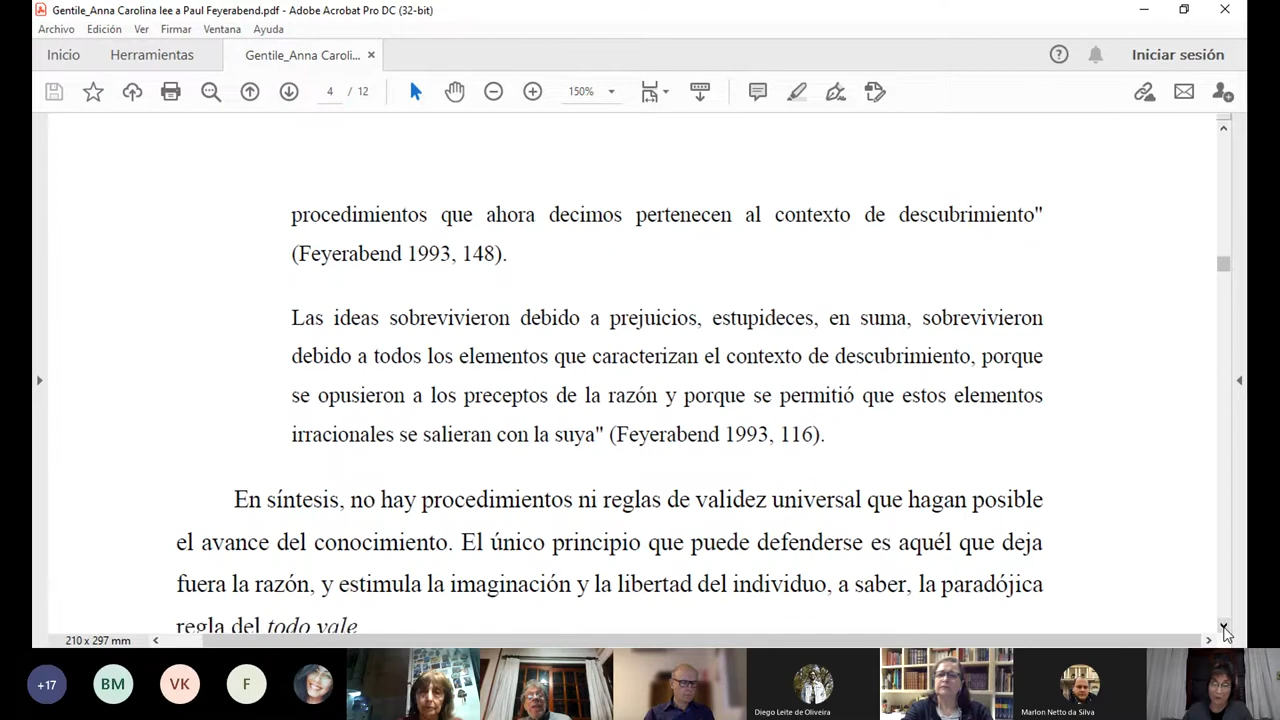 Gentile_Anna Carolina lee a Paul Feyerabend.pdf - Adobe Acrobat Pro DC (32-bit)
Archivo Edición Ver Firmar Ventana Ayuda
Inicio Herramientas Gentile_Anna Caroli... × Iniciar sesión
4 / 12 150%
procedimientos que ahora decimos pertenecen al contexto de descubrimiento"
(Feyerabend 1993, 148).
Las ideas sobrevivieron debido a prejuicios, estupideces, en suma, sobrevivieron
debido a todos los elementos que caracterizan el contexto de descubrimiento, porque
se opusieron a los preceptos de la razón y porque se permitió que estos elementos
irracionales se salieran con la suya" (Feyerabend 1993, 116).
En síntesis, no hay procedimientos ni reglas de validez universal que hagan posible
el avance del conocimiento. El único principio que puede defenderse es aquél que deja
fuera la razón, y estimula la imaginación y la libertad del individuo, a saber, la paradójica
regla del todo vale
210 x 297 mm
+17 BM VK F Diego Leite de Oliveira Marlon Netto da Silva